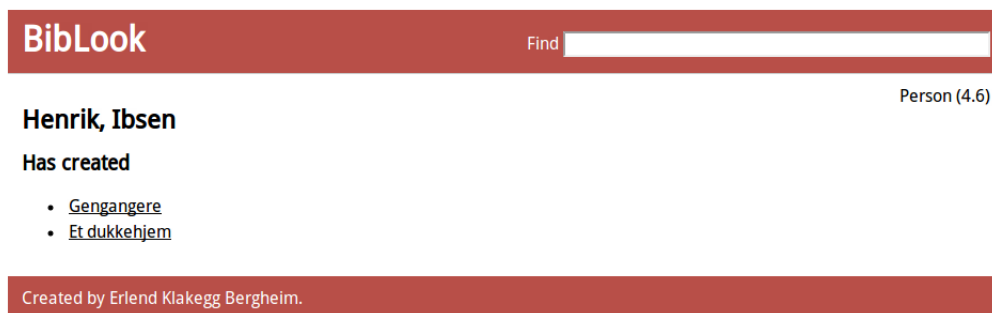 BibLook
Find
Person (4.6)
Henrik, Ibsen
Has created
Gengangere
Et dukkehjem
Created by Erlend Klakegg Bergheim.